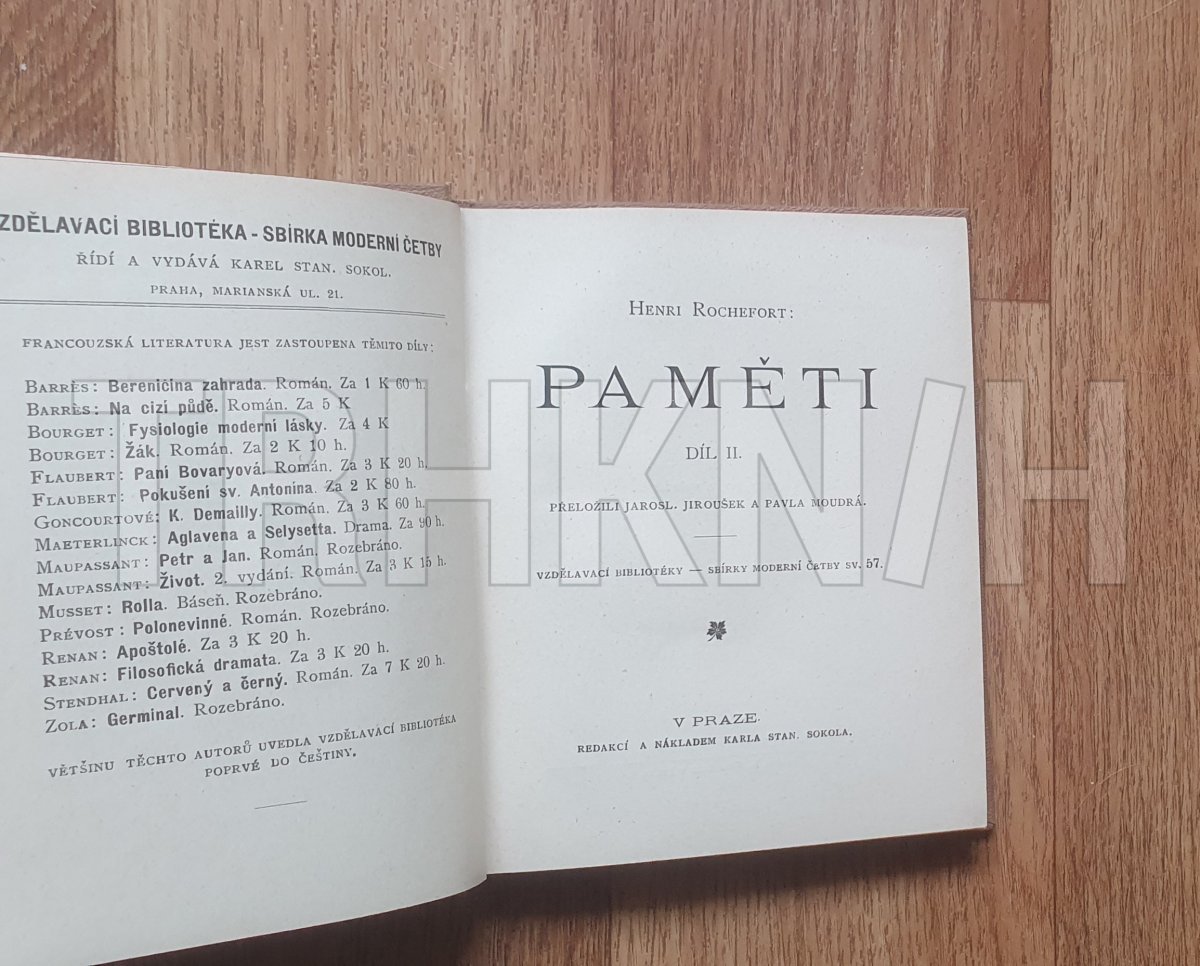 ZDĚLAVACÍ BIBLIOTÉKA - SBÍRKA MODERNÍ ČETBY
ŘÍDÍ A VYDÁVÁ KAREL STAN. SOKOL.
PRAHA, MARIANSKÁ UL. 21.
FRANCOUZSKÁ LITERATURA JEST ZASTOUPENA TĚMITO DÍLY:
BARRÈS: Bereničina zahrada. Román. Za 1 K 60 h.
BARRÈS: Na cizí půdě. Román. Za 5 K
BOURGET: Fysiologie moderní lásky. Za 4 K
BOURGET: Žák. Román. Za 2 K 10 h.
FLAUBERT: Paní Bovaryová. Román. Za 3 K 20 h.
FLAUBERT: Pokušení sv. Antonína. Za 2 K 80 h.
GONCOURTOVÉ: K. Demailly. Román. Za 3 K 60 h.
MAETERLINCK: Aglavena a Selysetta. Drama. Za 90 h.
MAUPASSANT: Petr a Jan. Román. Rozebráno.
MAUPASSANT: Život. 2. vydání. Román. Za 3 K 15 h.
MUSSET: Rolla. Báseň. Rozebráno.
PRÉVOST: Polonevinné. Román. Rozebráno.
RENAN: Apoštolé. Za 3 K 20 h.
RENAN: Filosofická dramata. Za 3 K 20 h.
STENDHAL: Červený a černý. Román. Za 7 K 20 h.
ZOLA: Germinal. Rozebráno.
VĚTŠINU TĚCHTO AUTORŮ UVEDLA VZDĚLAVACÍ BIBLIOTÉKA
POPRVÉ DO ČEŠTINY.
HENRI ROCHEFORT:
PAMĚTI
DÍL II.
PŘELOŽILI JAROSL. JIROUŠEK A PAVLA MOUDRÁ.
VZDĚLAVACÍ BIBLIOTÉKY — SBÍRKY MODERNÍ ČETBY SV. 57.
V PRAZE.
REDAKCÍ A NÁKLADEM KARLA STAN. SOKOLA.
TRHKN/H